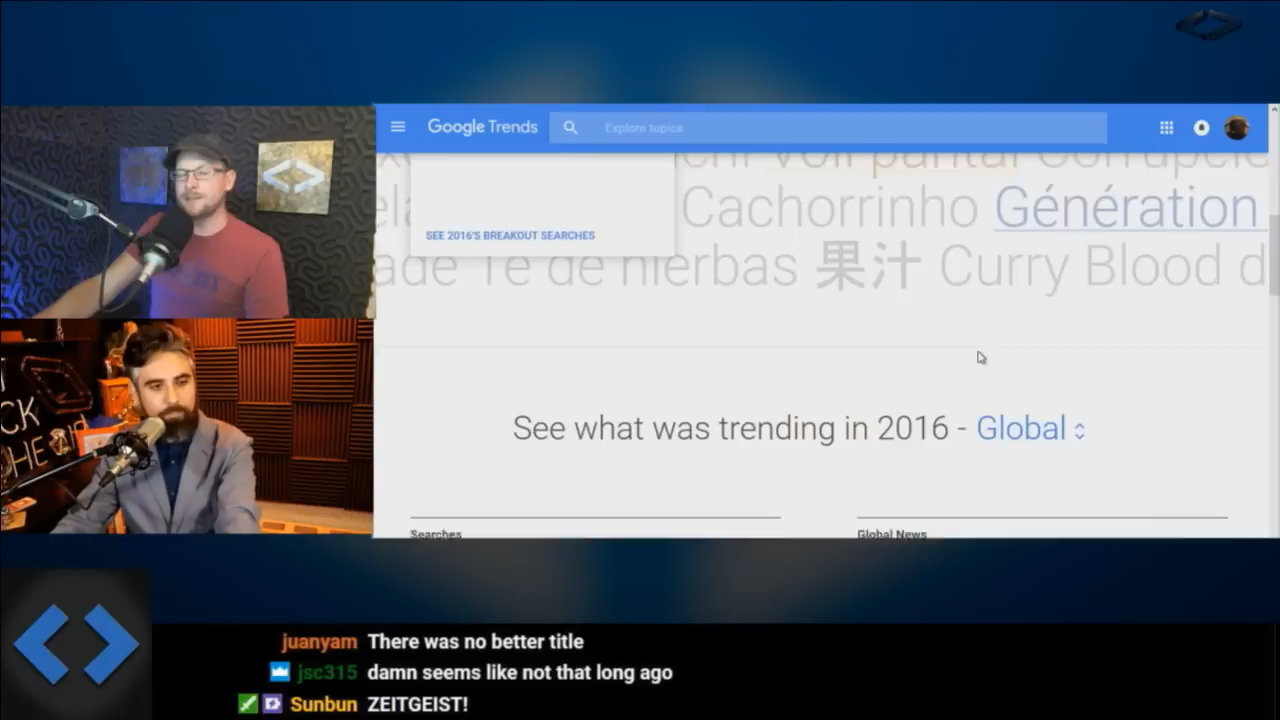 Google Trends
Explore topics
SEE 2016'S BREAKOUT SEARCHES
Cachorrinho Génération
Te de hierbas 果汁 Curry Blood
See what was trending in 2016 - Global
Searches
Global News
juanyam There was no better title
jsc315 damn seems like not that long ago
Sunbun ZEITGEIST!